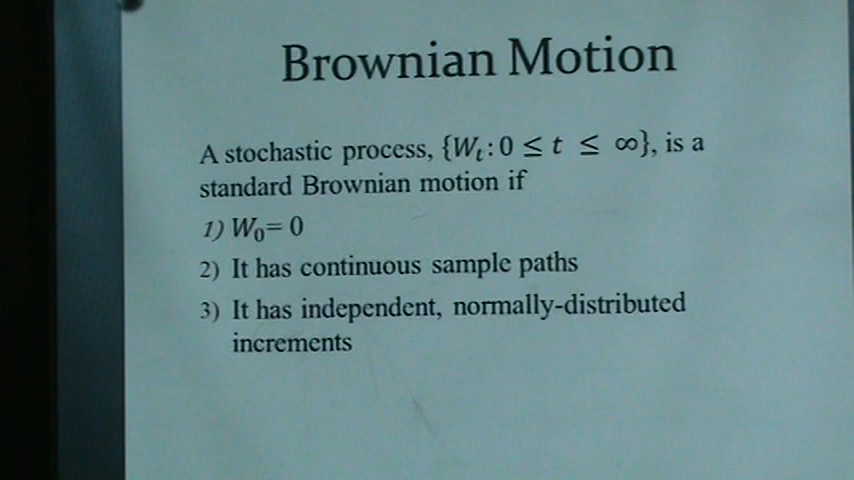 Brownian Motion
A stochastic process, {Wₜ: 0 ≤ t ≤ ∞}, is a
standard Brownian motion if
1) W₀= 0
2) It has continuous sample paths
3) It has independent, normally-distributed
increments